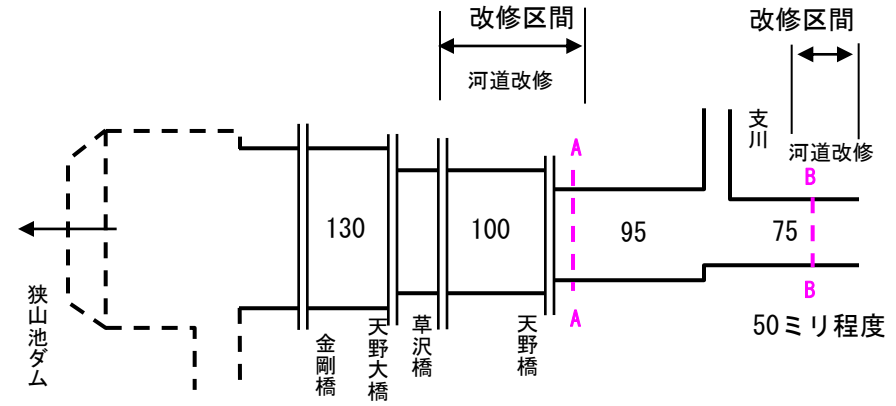 改修区間
河道改修
改修区間
河道改修
支川
A
B
130
100
95
75
A
B
50ミリ程度
狭山池ダム
金剛橋
天野大橋
草沢橋
天野橋